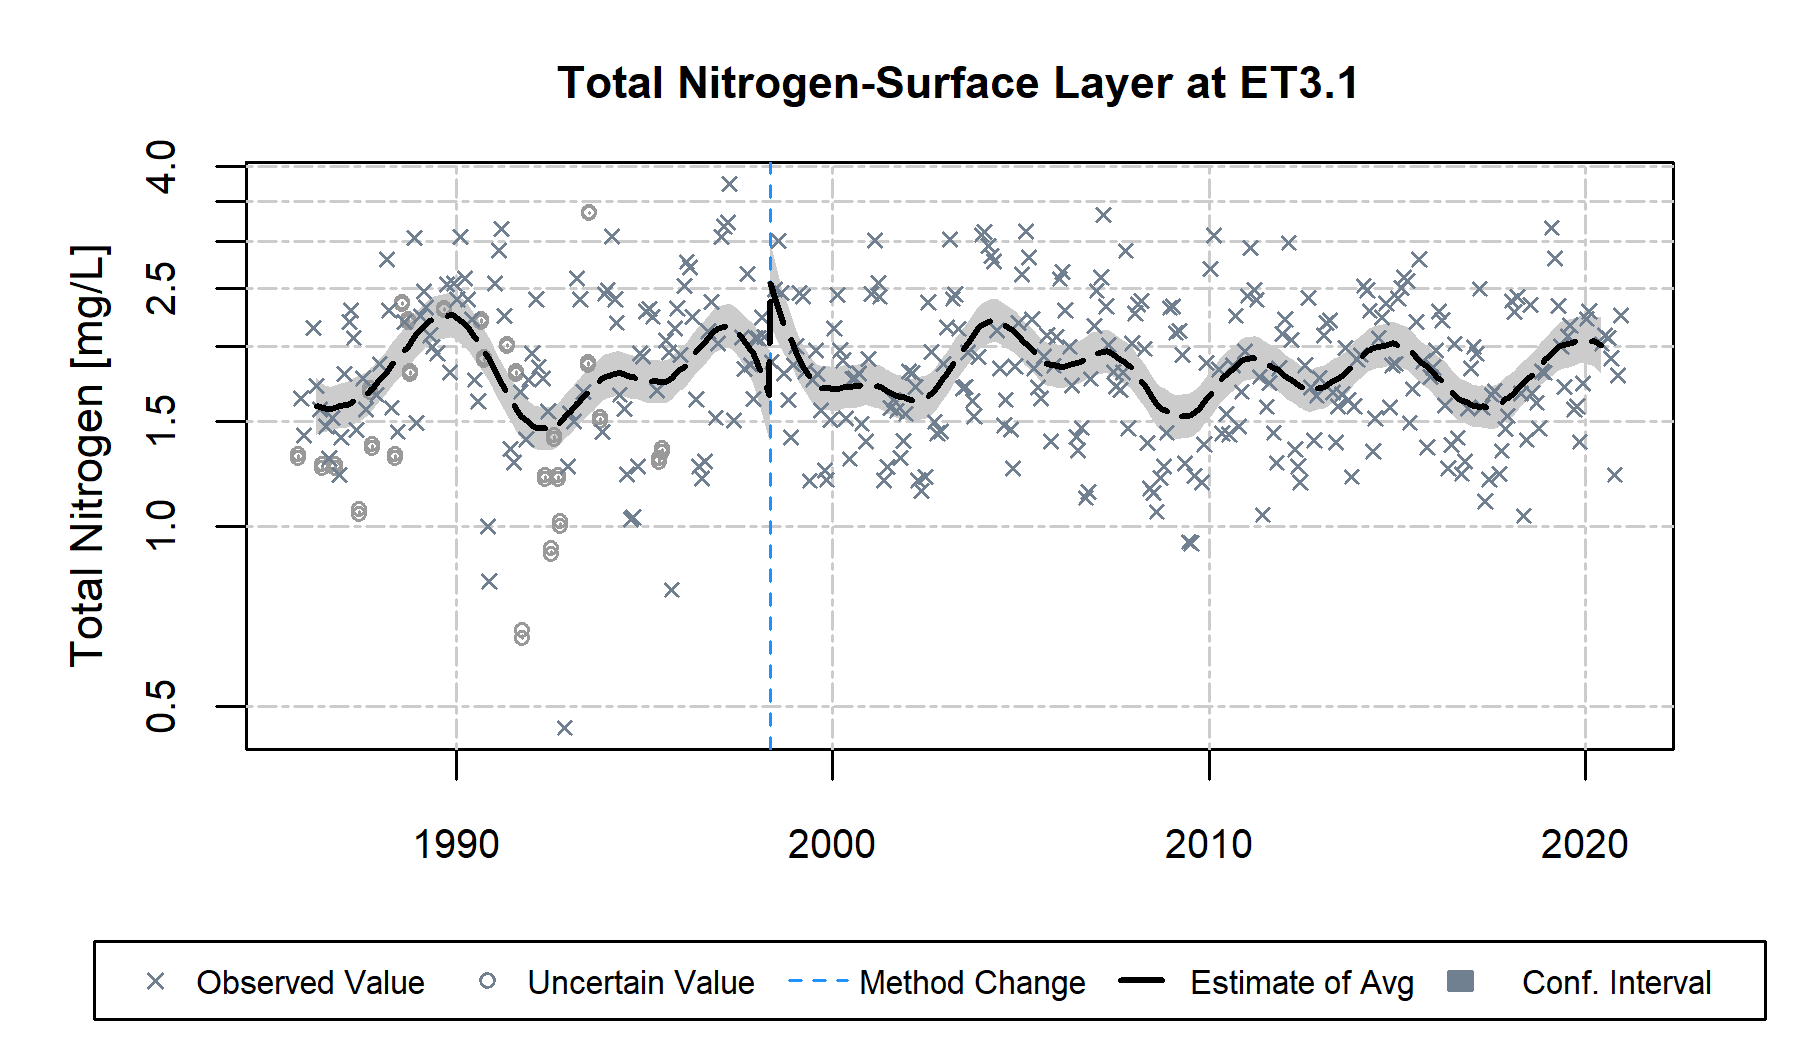 Total Nitrogen-Surface Layer at ET3.1
Total Nitrogen [mg/L]
4.0
2.5
1.5
1.0
0.5
1990 2000 2010 2020
Observed Value Uncertain Value Method Change Estimate of Avg Conf. Interval